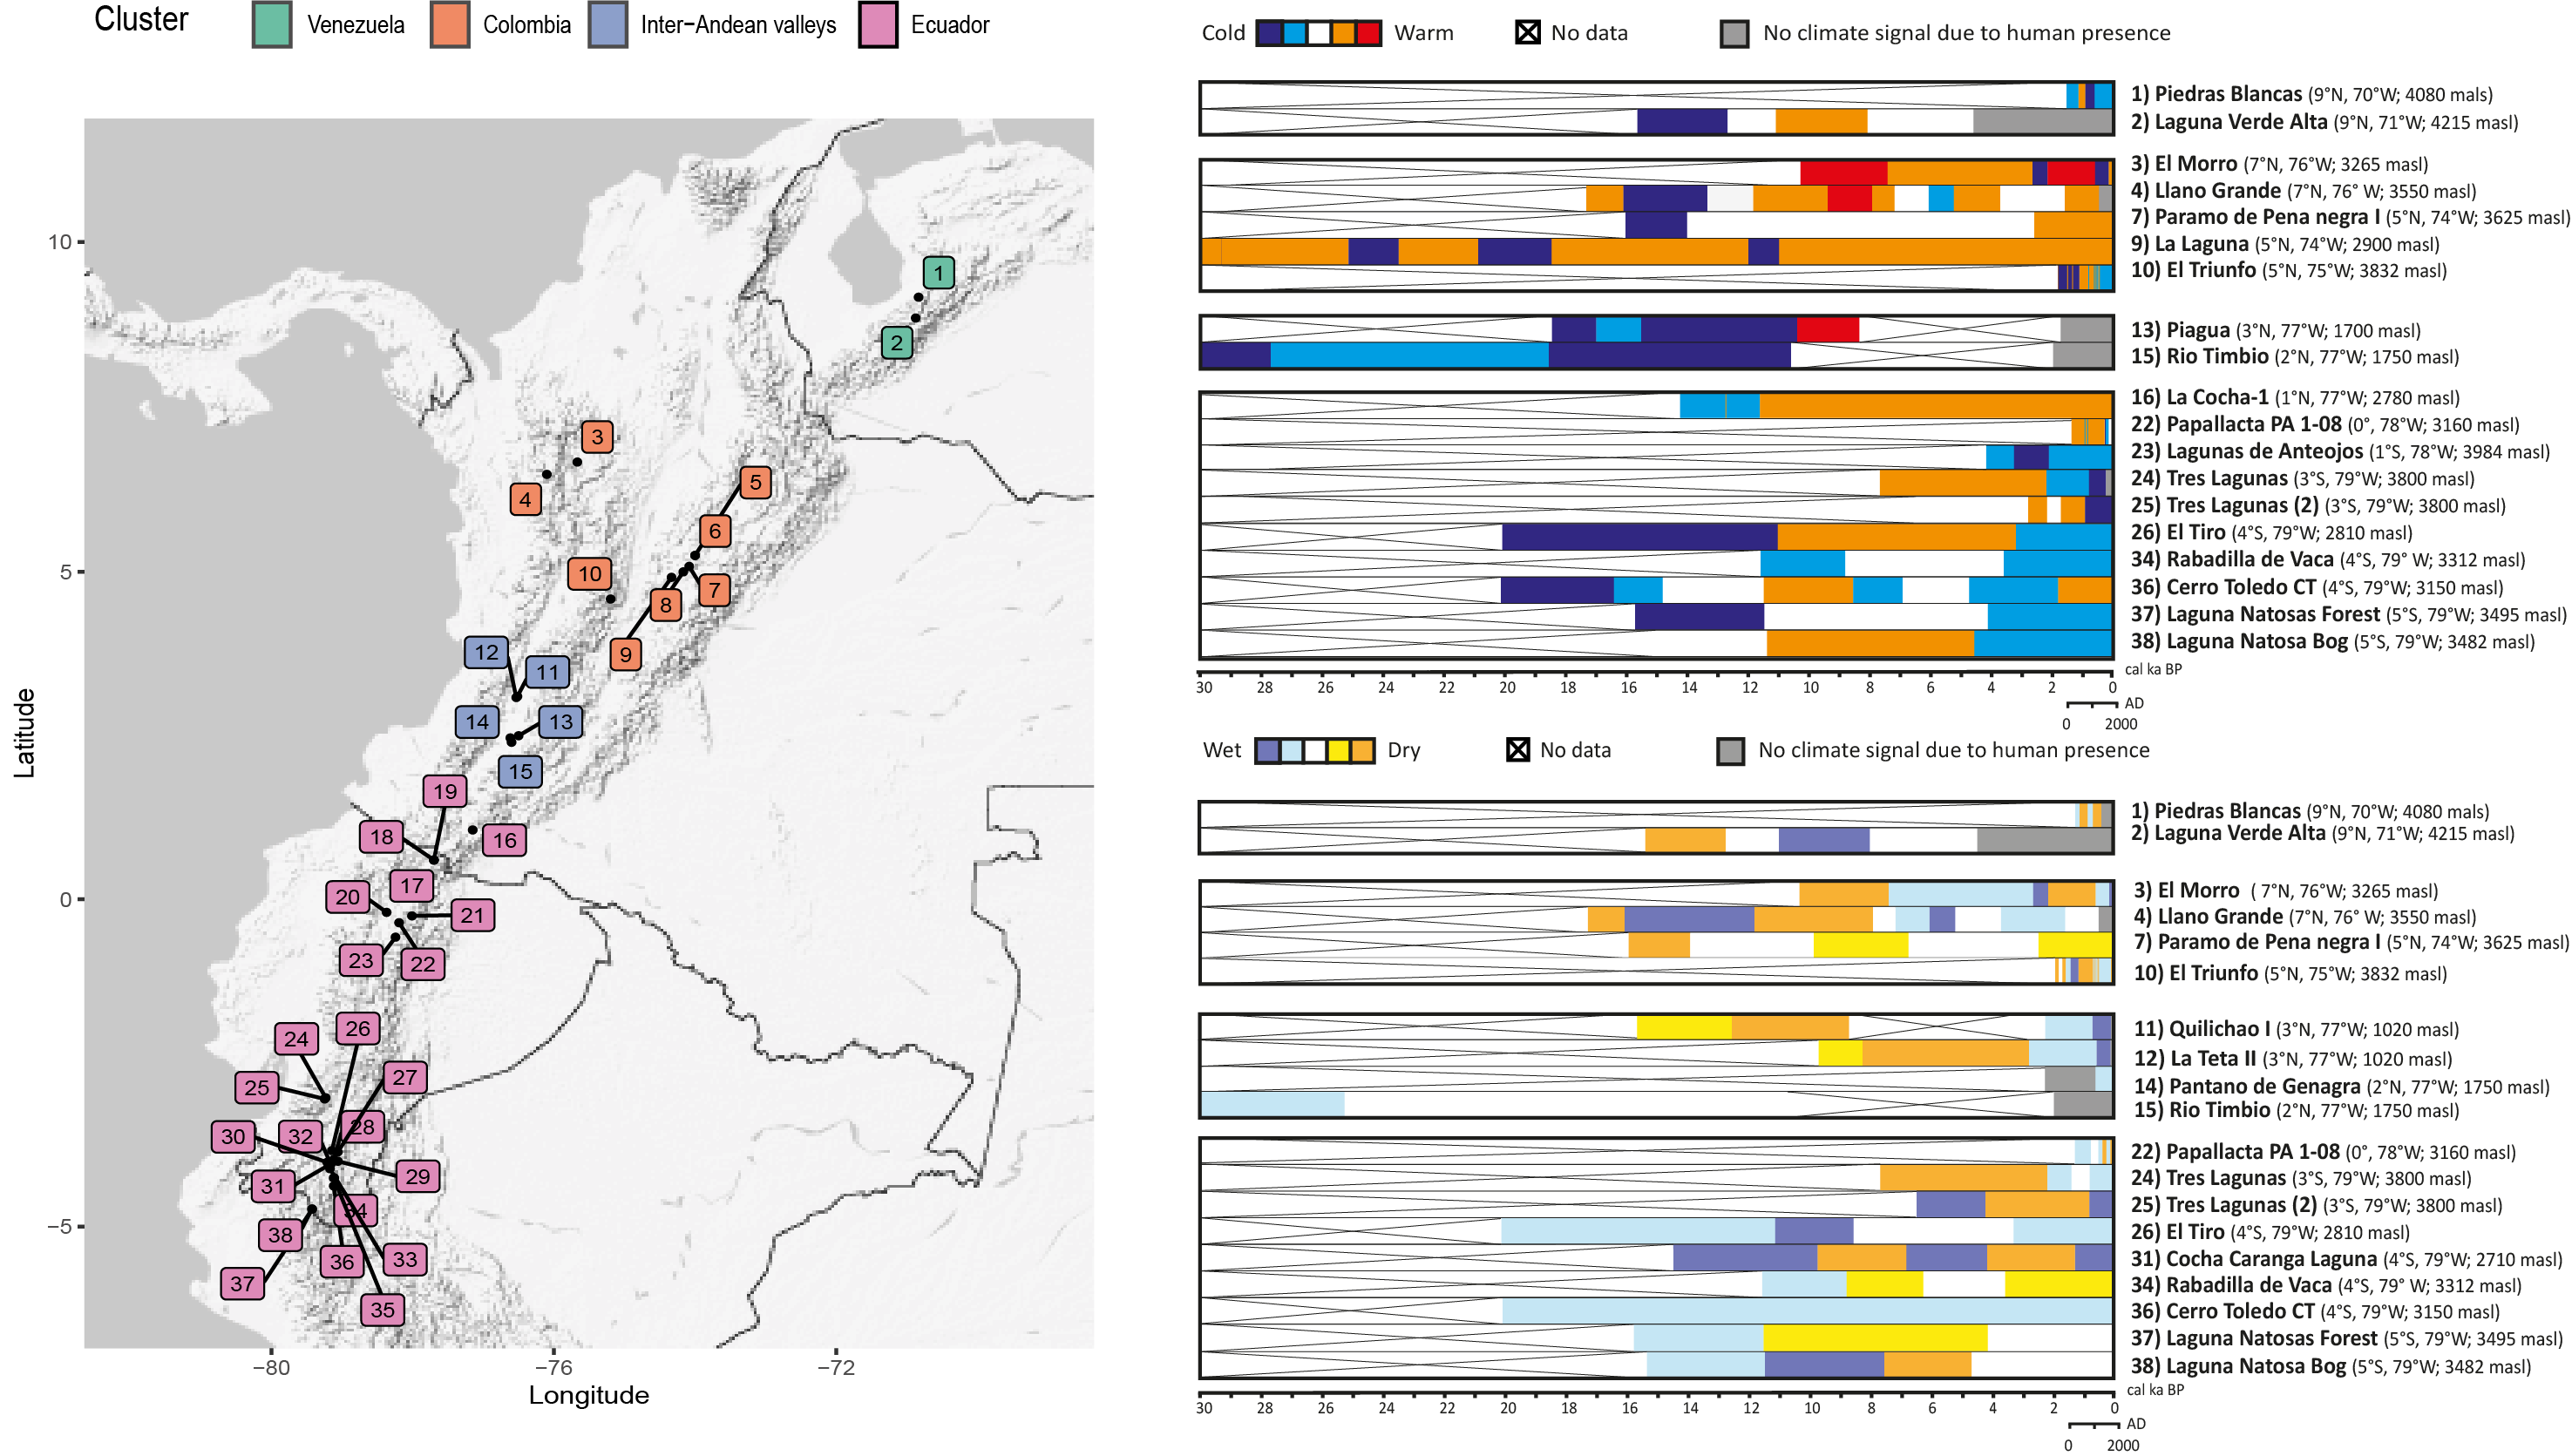 Cluster Venezuela Colombia Inter−Andean valleys Ecuador
Latitude
10
5
0
−5
−80 −76 −72
Longitude
1
2
3
4
5
6
7
8
9
10
11
12
13
14
15
16
17
18
19
20
21
22
23
24
25
26
27
28
29
30
31
32
33
34
35
36
37
38
Cold Warm No data No climate signal due to human presence
1) Piedras Blancas (9°N, 70°W; 4080 mals)
2) Laguna Verde Alta (9°N, 71°W; 4215 masl)
3) El Morro (7°N, 76°W; 3265 masl)
4) Llano Grande (7°N, 76° W; 3550 masl)
7) Paramo de Pena negra I (5°N, 74°W; 3625 masl)
9) La Laguna (5°N, 74°W; 2900 masl)
10) El Triunfo (5°N, 75°W; 3832 masl)
13) Piagua (3°N, 77°W; 1700 masl)
15) Rio Timbio (2°N, 77°W; 1750 masl)
16) La Cocha-1 (1°N, 77°W; 2780 masl)
22) Papallacta PA 1-08 (0°, 78°W; 3160 masl)
23) Lagunas de Anteojos (1°S, 78°W; 3984 masl)
24) Tres Lagunas (3°S, 79°W; 3800 masl)
25) Tres Lagunas (2) (3°S, 79°W; 3800 masl)
26) El Tiro (4°S, 79°W; 2810 masl)
34) Rabadilla de Vaca (4°S, 79° W; 3312 masl)
36) Cerro Toledo CT (4°S, 79°W; 3150 masl)
37) Laguna Natosas Forest (5°S, 79°W; 3495 masl)
38) Laguna Natosa Bog (5°S, 79°W; 3482 masl)
cal ka BP
30 28 26 24 22 20 18 16 14 12 10 8 6 4 2 0
AD
0 2000
Wet Dry No data No climate signal due to human presence
1) Piedras Blancas (9°N, 70°W; 4080 mals)
2) Laguna Verde Alta (9°N, 71°W; 4215 masl)
3) El Morro ( 7°N, 76°W; 3265 masl)
4) Llano Grande (7°N, 76° W; 3550 masl)
7) Paramo de Pena negra I (5°N, 74°W; 3625 masl)
10) El Triunfo (5°N, 75°W; 3832 masl)
11) Quilichao I (3°N, 77°W; 1020 masl)
12) La Teta II (3°N, 77°W; 1020 masl)
14) Pantano de Genagra (2°N, 77°W; 1750 masl)
15) Rio Timbio (2°N, 77°W; 1750 masl)
22) Papallacta PA 1-08 (0°, 78°W; 3160 masl)
24) Tres Lagunas (3°S, 79°W; 3800 masl)
25) Tres Lagunas (2) (3°S, 79°W; 3800 masl)
26) El Tiro (4°S, 79°W; 2810 masl)
31) Cocha Caranga Laguna (4°S, 79°W; 2710 masl)
34) Rabadilla de Vaca (4°S, 79° W; 3312 masl)
36) Cerro Toledo CT (4°S, 79°W; 3150 masl)
37) Laguna Natosas Forest (5°S, 79°W; 3495 masl)
38) Laguna Natosa Bog (5°S, 79°W; 3482 masl)
cal ka BP
30 28 26 24 22 20 18 16 14 12 10 8 6 4 2 0
AD
0 2000